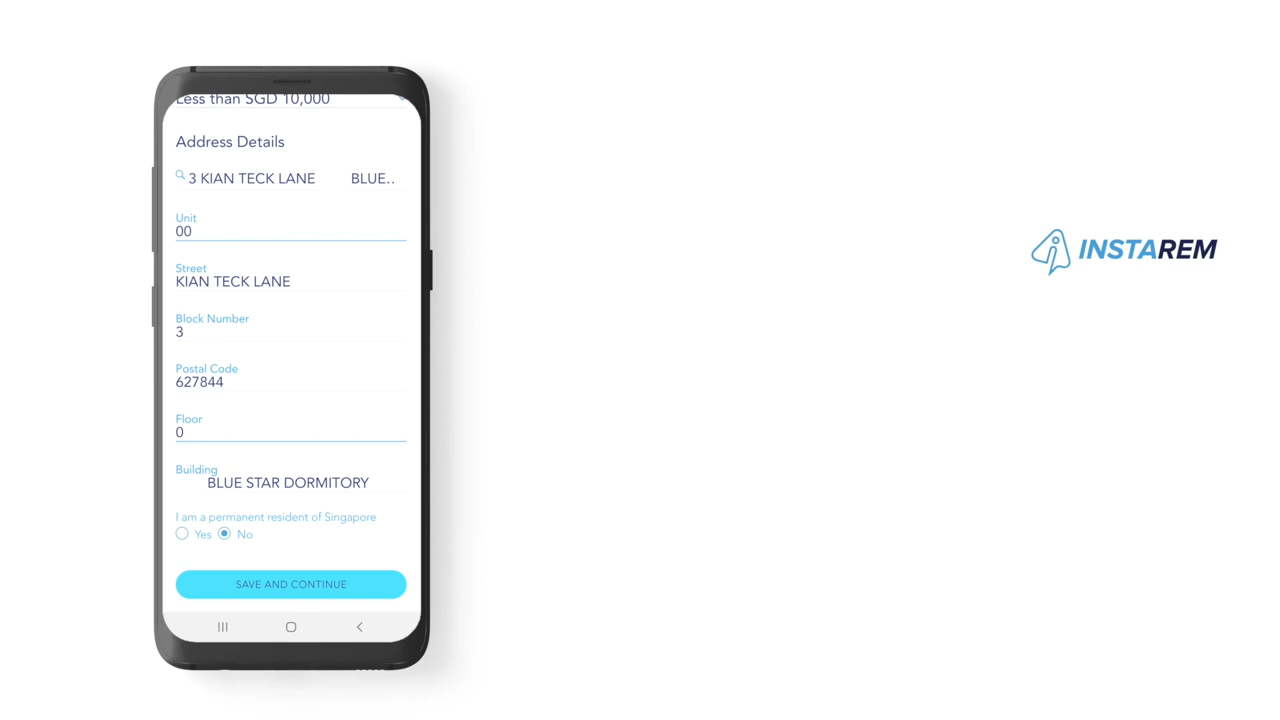 Less than SGD 10,000
Address Details
3 KIAN TECK LANE BLUE..
Unit
00
Street
KIAN TECK LANE
Block Number
3
Postal Code
627844
Floor
0
Building
BLUE STAR DORMITORY
I am a permanent resident of Singapore
Yes No
SAVE AND CONTINUE
INSTAREM